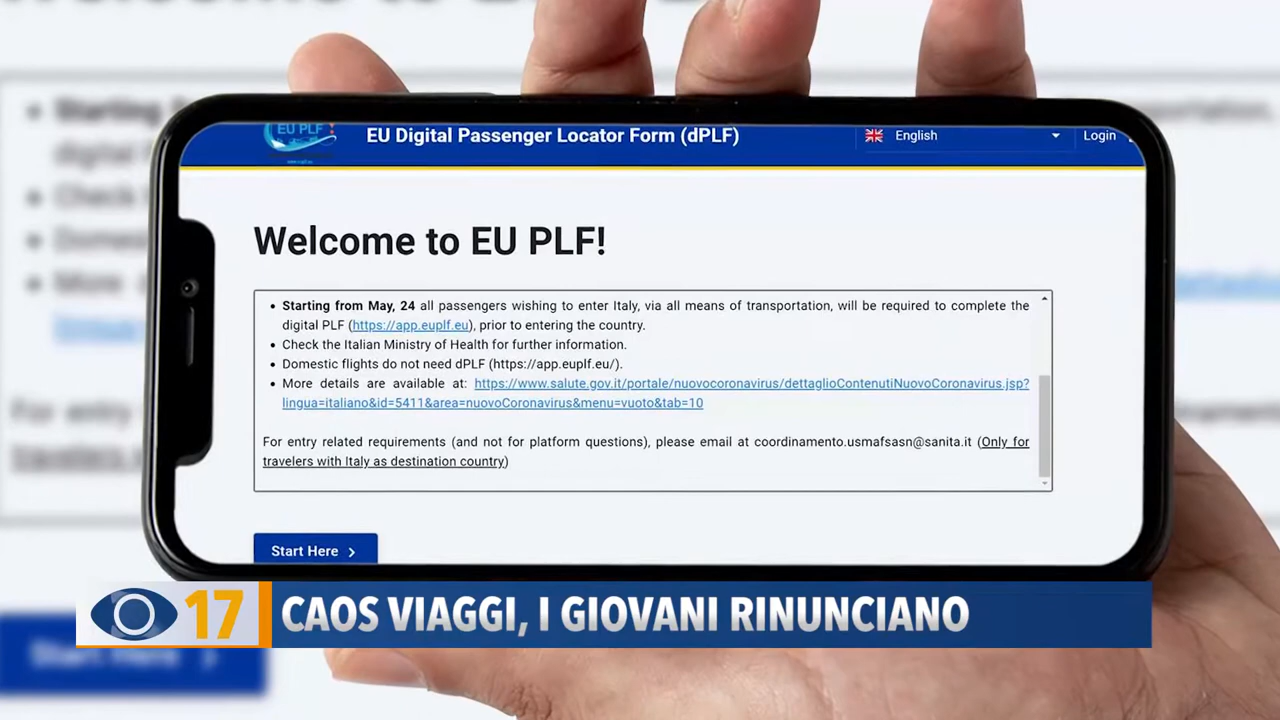 EU PLF
EU Digital Passenger Locator Form (dPLF)
English
Login
Welcome to EU PLF!
Starting from May, 24 all passengers wishing to enter Italy, via all means of transportation, will be required to complete the
digital PLF (https://app.euplf.eu), prior to entering the country.
Check the Italian Ministry of Health for further information.
Domestic flights do not need dPLF (https://app.euplf.eu/).
More details are available at: https://www.salute.gov.it/portale/nuovocoronavirus/dettaglioContenutiNuovoCoronavirus.jsp?
lingua=italiano&id=5411&area=nuovoCoronavirus&menu=vuoto&tab=10
For entry related requirements (and not for platform questions), please email at coordinamento.usmafsasn@sanita.it (Only for
travelers with Italy as destination country)
Start Here
17
CAOS VIAGGI, I GIOVANI RINUNCIANO